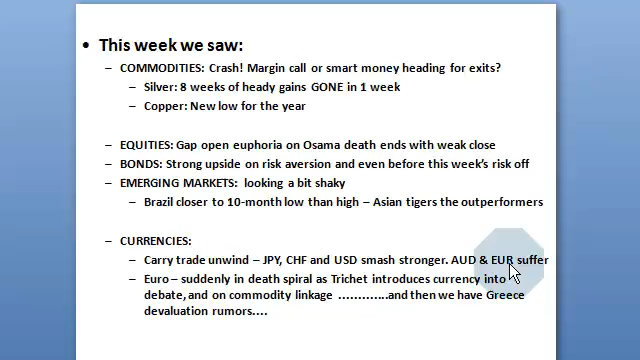 • This week we saw:
– COMMODITIES: Crash! Margin call or smart money heading for exits?
– Silver: 8 weeks of heady gains GONE in 1 week
– Copper: New low for the year
– EQUITIES: Gap open euphoria on Osama death ends with weak close
– BONDS: Strong upside on risk aversion and even before this week's risk off
– EMERGING MARKETS: looking a bit shaky
– Brazil closer to 10-month low than high – Asian tigers the outperformers
– CURRENCIES:
– Carry trade unwind – JPY, CHF and USD smash stronger. AUD & EUR suffer
– Euro – suddenly in death spiral as Trichet introduces currency into
debate, and on commodity linkage .............and then we have Greece
devaluation rumors....